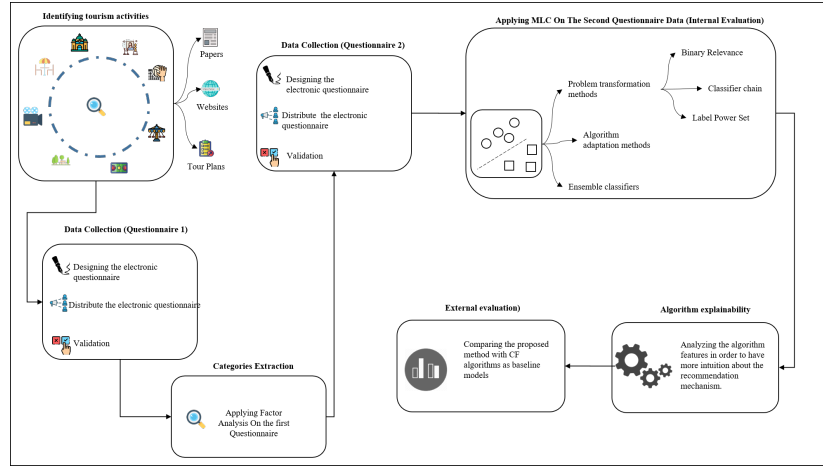 Identifying tourism activities
Papers
Websites
Tour Plans
Data Collection (Questionnaire 1)
Designing the electronic
questionnaire
Distribute the electronic questionnaire
Validation
Categories Extraction
Applying Factor
Analysis On the first
Questionnaire
Data Collection (Questionnaire 2)
Designing the
electronic questionnaire
Distribute the electronic
questionnaire
Validation
Applying MLC On The Second Questionnaire Data (Internal Evaluation)
Problem transformation
methods
Binary Relevance
Classifier chain
Label Power Set
Algorithm
adaptation methods
Ensemble classifiers
Algorithm explainability
Analyzing the algorithm
features in order to have
more intuition about the
recommendation
mechanism.
External evaluation)
Comparing the proposed
method with CF
algorithms as baseline
models